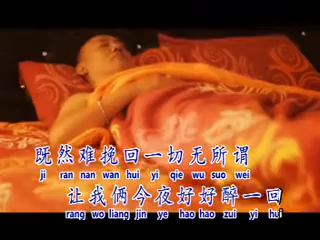 既然难挽回一切无所谓
ji ran nan wan hui yi qie wu suo wei
让我俩今夜好好醉一回
rang wo liang jin ye hao hao zui yi hui